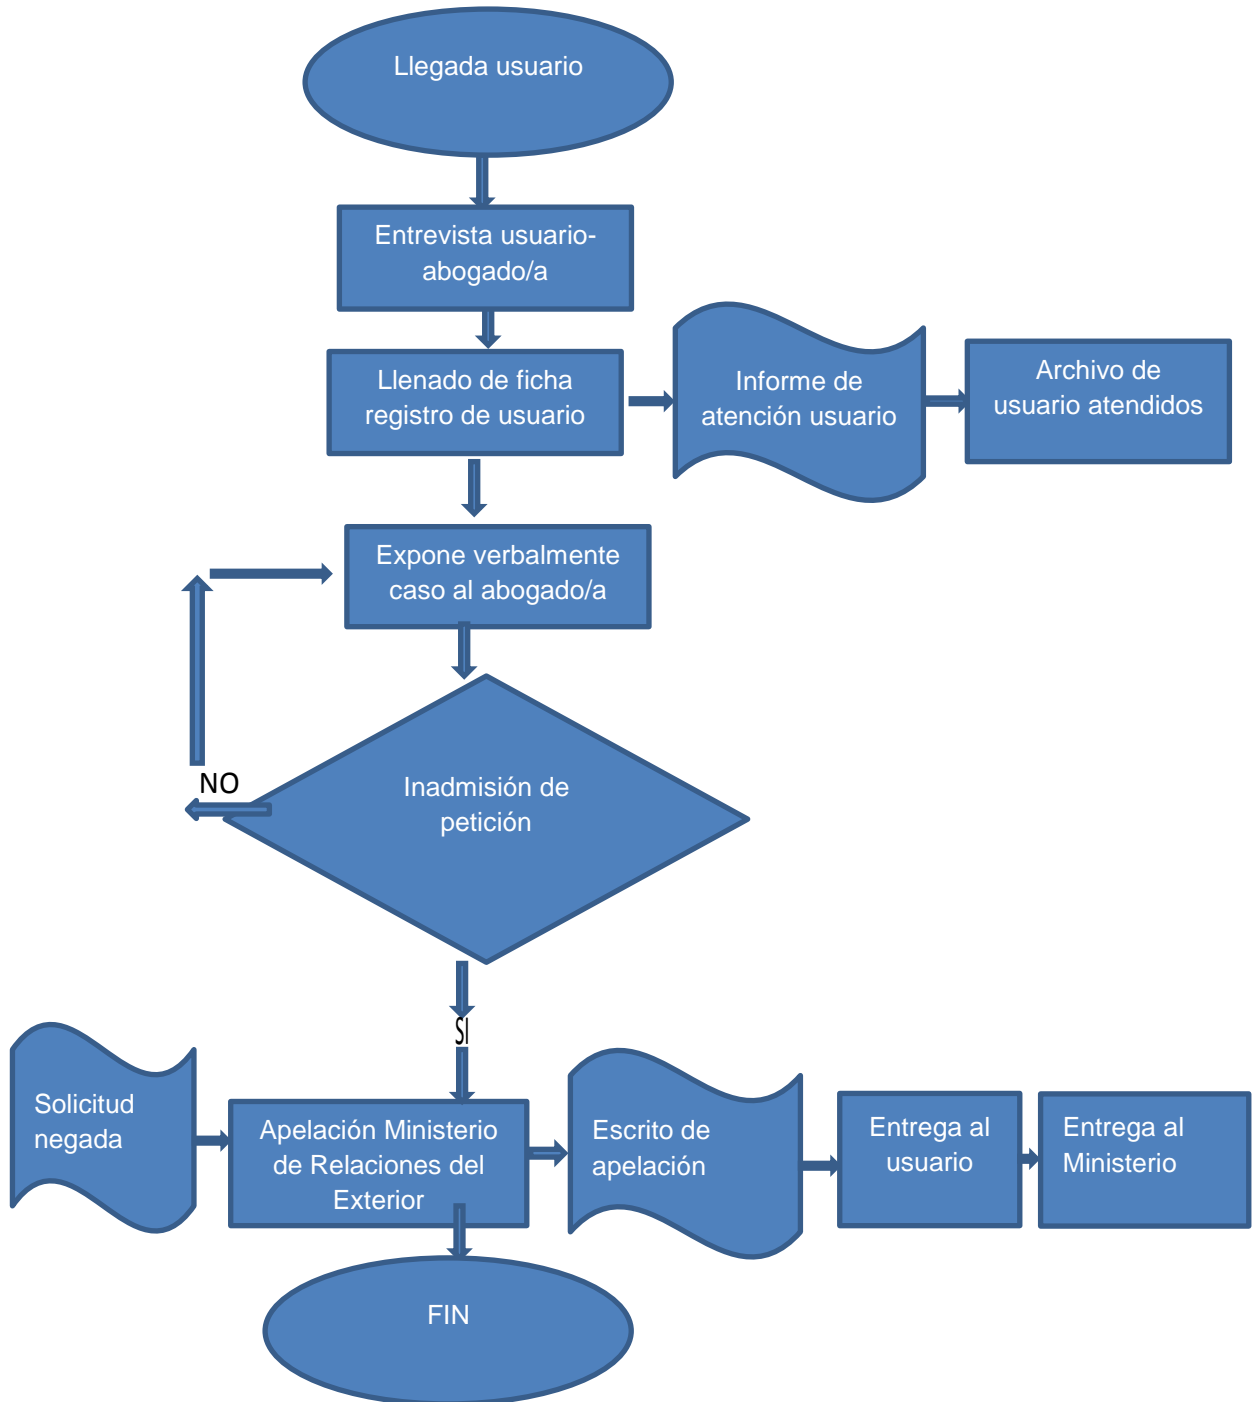 Llegada usuario
Entrevista usuario-
abogado/a
Llenado de ficha
registro de usuario
Informe de
atención usuario
Archivo de
usuario atendidos
Expone verbalmente
caso al abogado/a
NO
Inadmisión de
petición
SI
Solicitud
negada
Apelación Ministerio
de Relaciones del
Exterior
Escrito de
apelación
Entrega al
usuario
Entrega al
Ministerio
FIN